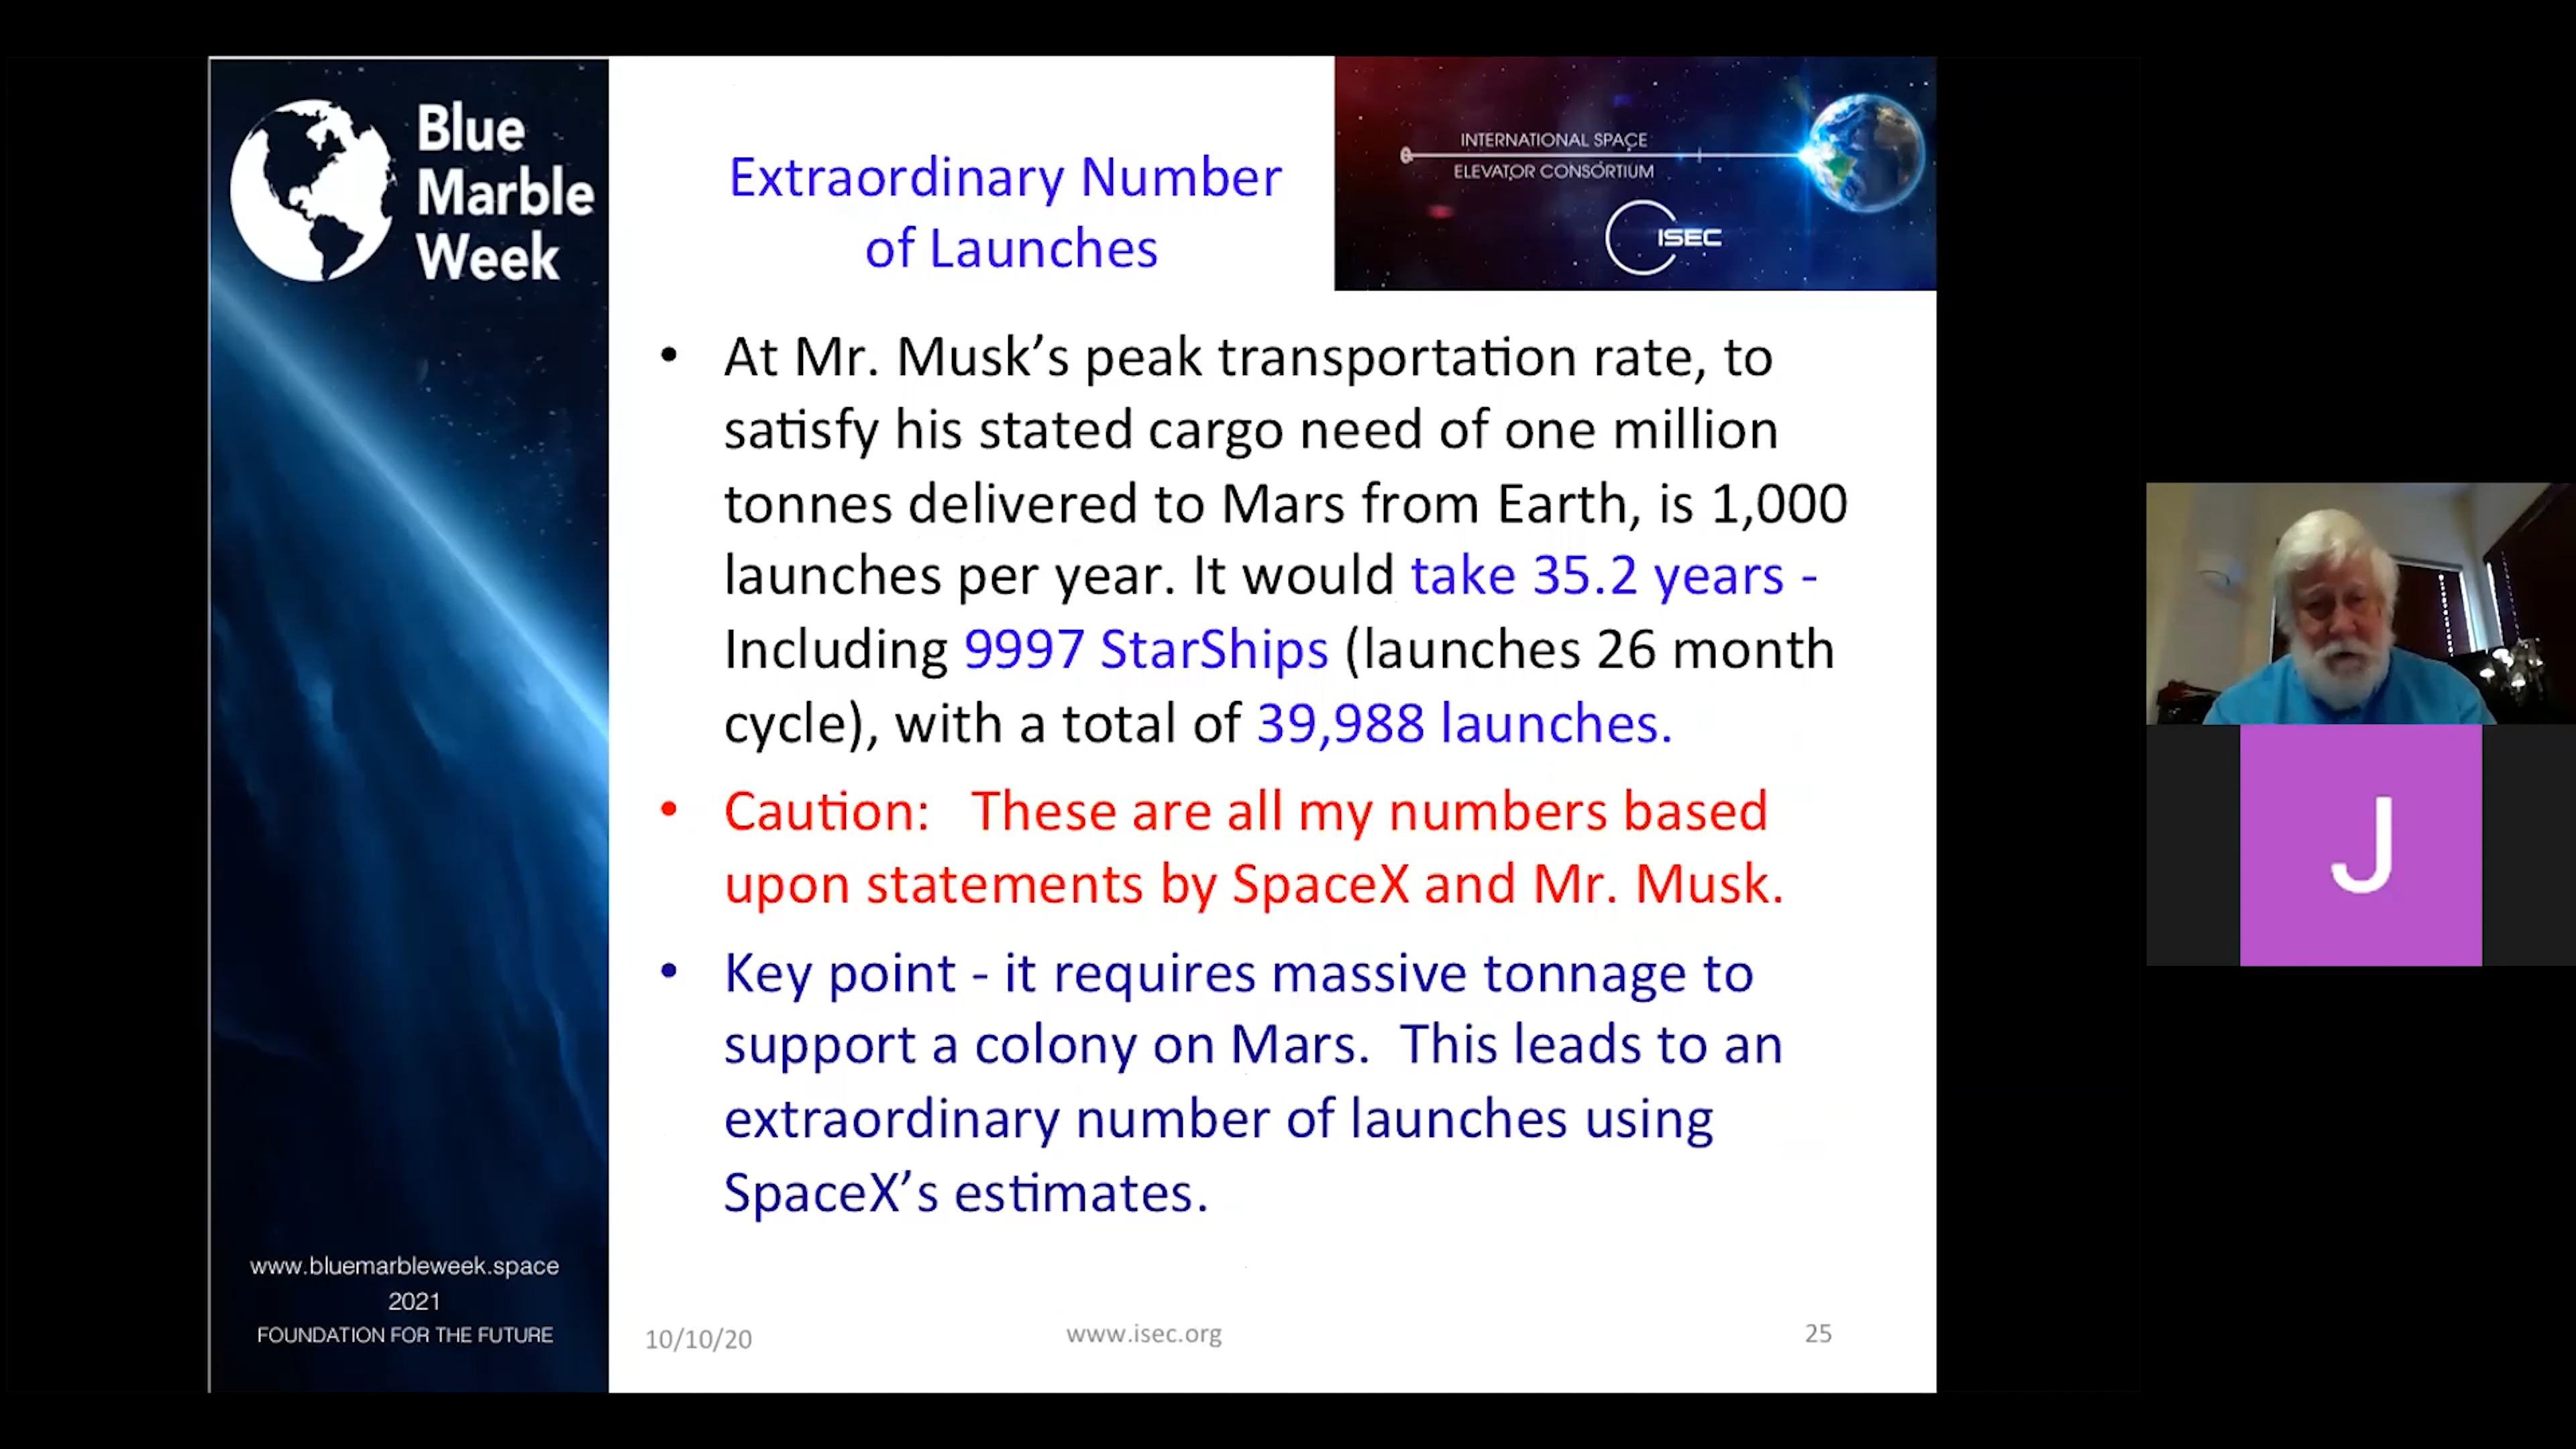 Blue
Marble
Week
Extraordinary Number
of Launches
INTERNATIONAL SPACE
ELEVATOR CONSORTIUM
ISEC
• At Mr. Musk’s peak transportation rate, to
satisfy his stated cargo need of one million
tonnes delivered to Mars from Earth, is 1,000
launches per year. It would take 35.2 years -
Including 9997 StarShips (launches 26 month
cycle), with a total of 39,988 launches.
• Caution: These are all my numbers based
upon statements by SpaceX and Mr. Musk.
• Key point - it requires massive tonnage to
support a colony on Mars. This leads to an
extraordinary number of launches using
SpaceX’s estimates.
www.bluemarbleweek.space
2021
FOUNDATION FOR THE FUTURE
10/10/20
www.isec.org
25
J